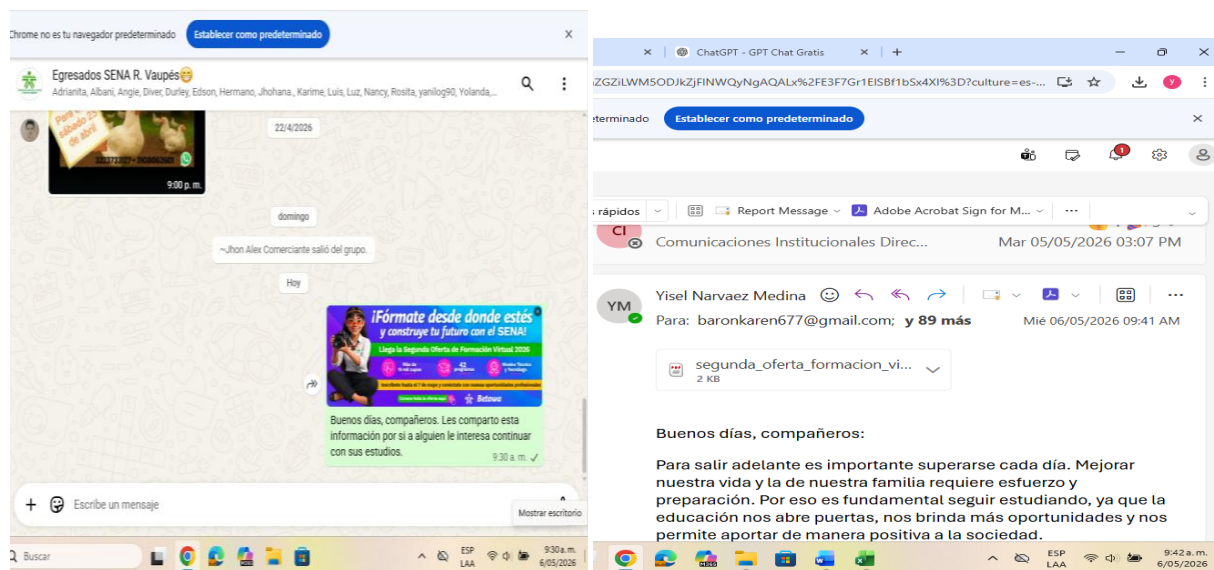 Chrome no es tu navegador predeterminado
Establecer como predeterminado
Egresados SENA R. Vaupés😁
Adrianita, Albani, Angie, Diver, Durley, Edson, Hermano, Jhohana., Karime, Luis, Luz, Nancy, Rosita, yanilog90, Yolanda,...
22/4/2026
sábado 25
de abril
9:00 p. m.
domingo
~Jhon Alex Comerciante salió del grupo.
Hoy
¡Fórmate desde donde estés
y construye tu futuro con el SENA!
Llega la Segunda Oferta de Formación Virtual 2026
Betowa
Buenos días, compañeros. Les comparto esta
información por si a alguien le interesa continuar
con sus estudios.
9:30 a. m.
Escribe un mensaje
Mostrar escritorio
Buscar
ESP
LAA
9:30 a. m.
6/05/2026
ChatGPT - GPT Chat Gratis
Establecer como predeterminado
1
s rápidos
Report Message
Adobe Acrobat Sign for M...
CI
Comunicaciones Institucionales Direc...
Mar 05/05/2026 03:07 PM
YM
Yisel Narvaez Medina
Para: baronkaren677@gmail.com; y 89 más
Mié 06/05/2026 09:41 AM
segunda_oferta_formacion_vi...
2 KB
Buenos días, compañeros:
Para salir adelante es importante superarse cada día. Mejorar
nuestra vida y la de nuestra familia requiere esfuerzo y
preparación. Por eso es fundamental seguir estudiando, ya que la
educación nos abre puertas, nos brinda más oportunidades y nos
permite aportar de manera positiva a la sociedad.
ESP
LAA
9:42 a. m.
6/05/2026